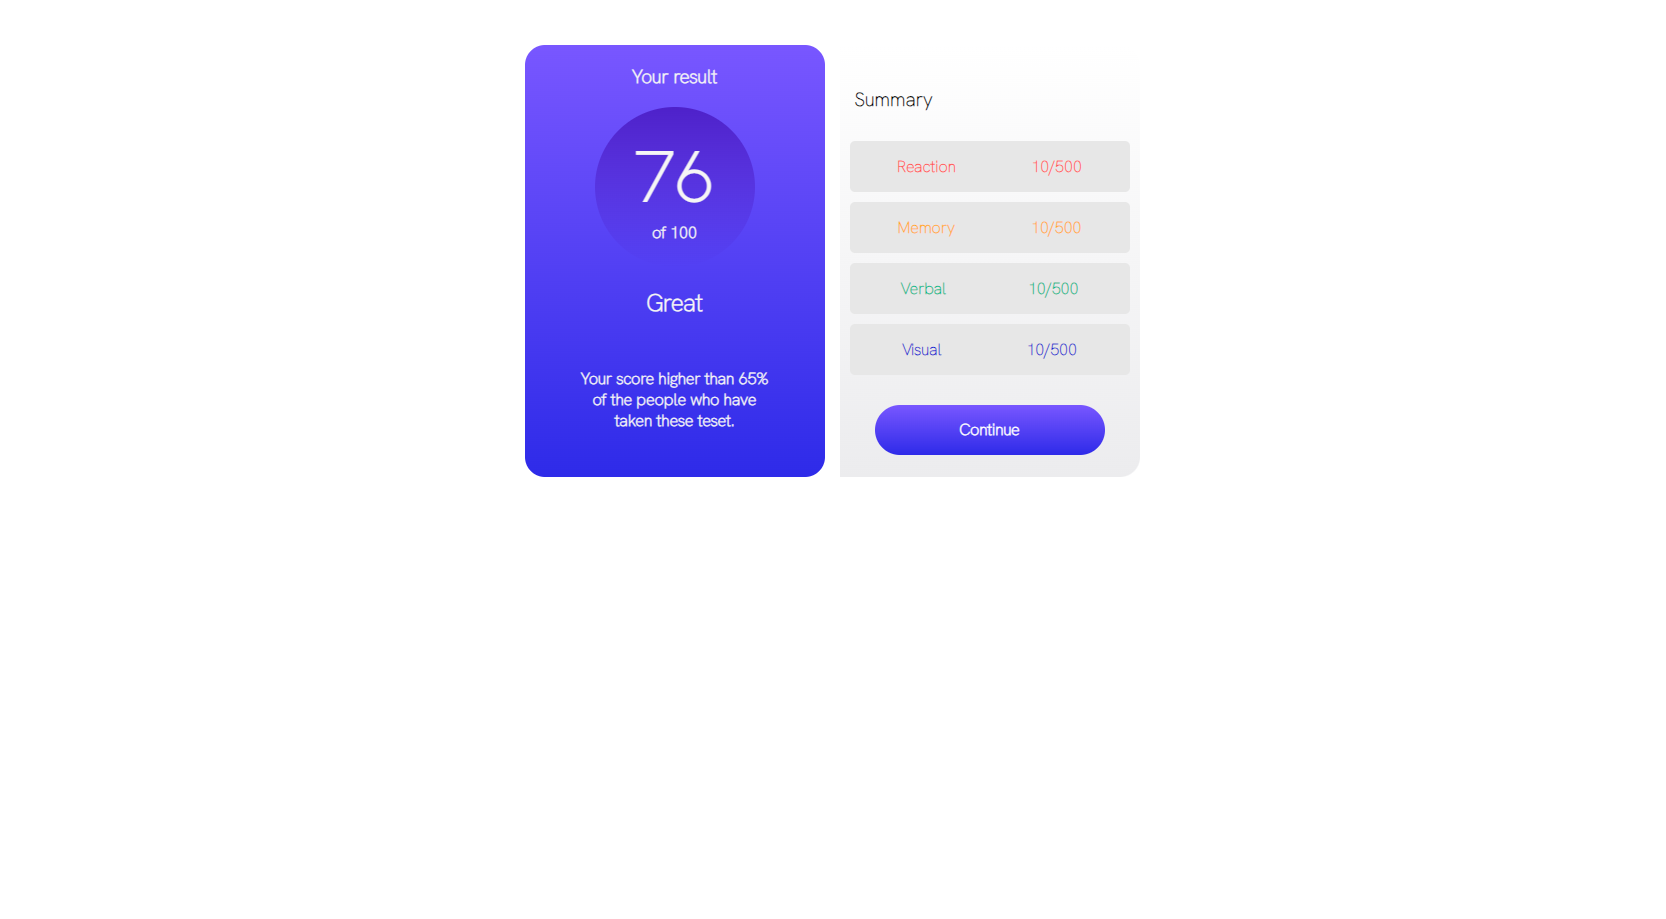 Your result
76
of 100
Great
Your score higher than 65%
of the people who have
taken these teset.
Summary
Reaction 10/500
Memory 10/500
Verbal 10/500
Visual 10/500
Continue